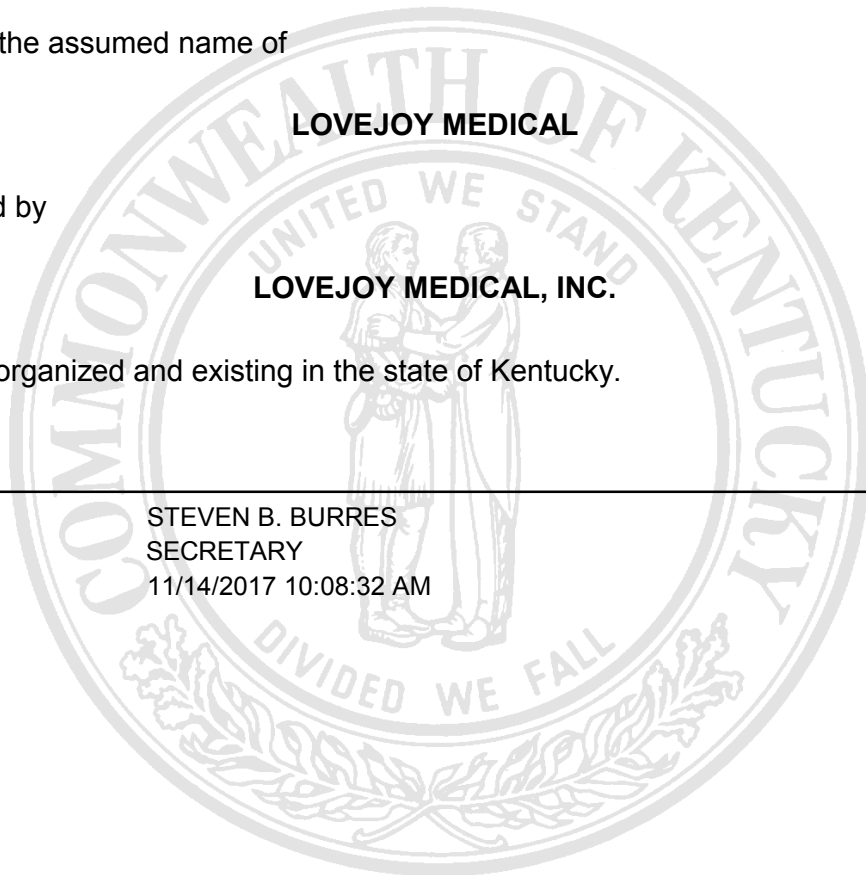 the assumed name of
LOVEJOY MEDICAL
d by
LOVEJOY MEDICAL, INC.
organized and existing in the state of Kentucky.
STEVEN B. BURRES
SECRETARY
11/14/2017 10:08:32 AM
COMMONWEALTH OF KENTUCKY
UNITED WE STAND
DIVIDED WE FALL